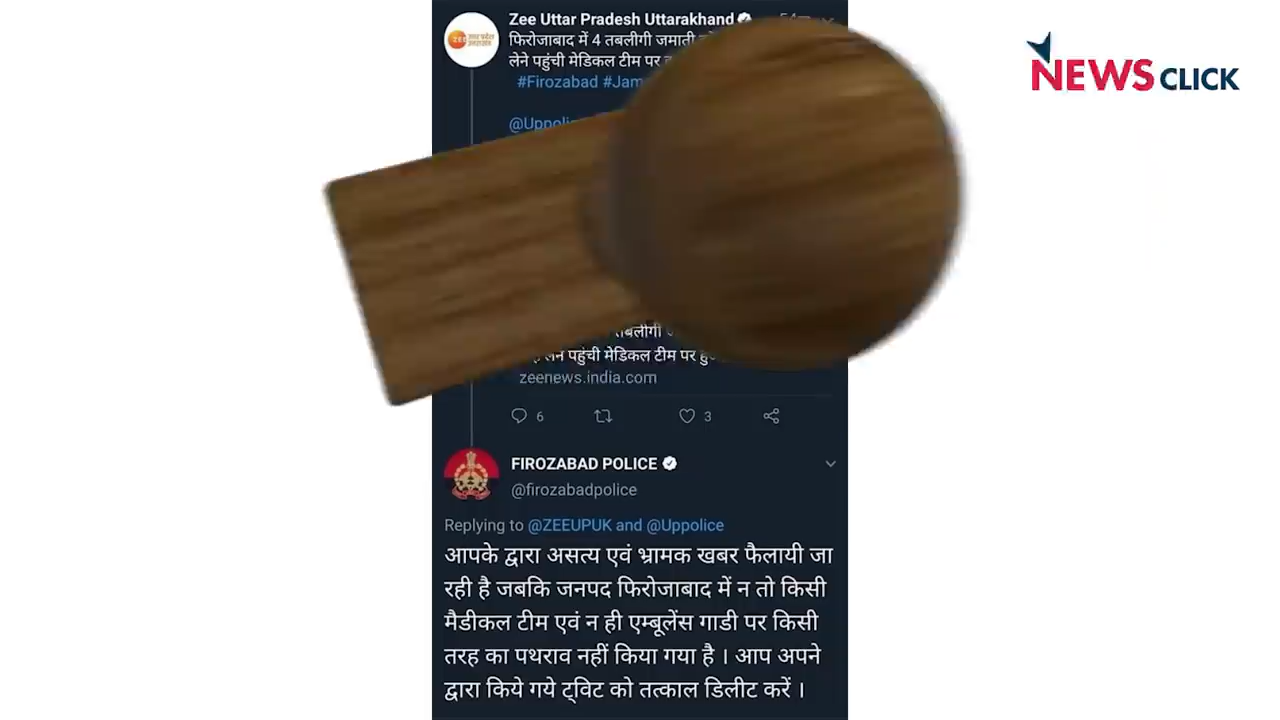 Zee Uttar Pradesh Uttarakhand
NEWSCLICK
फिरोजाबाद में 4 तबलीगी जमाती
लेने पहुंची मेडिकल टीम पर
#Firozabad
तबलीगी
लेने पहुंची मेडिकल टीम पर
zeenews.india.com
6 3
FIROZABAD POLICE
@firozabadpolice
Replying to @ZEEUPUK and @Uppolice
आपके द्वारा असत्य एवं भ्रामक खबर फैलायी जा
रही है जबकि जनपद फिरोजाबाद में न तो किसी
मैडीकल टीम एवं न ही एम्बूलेंस गाडी पर किसी
तरह का पथराव नहीं किया गया है । आप अपने
द्वारा किये गये ट्विट को तत्काल डिलीट करें ।